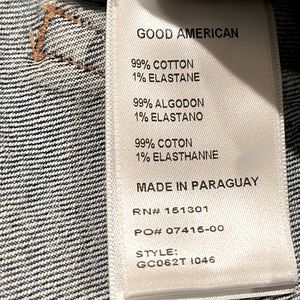 GOOD AMERICAN
99% COTTON
1% ELASTANE
99% ALGODON
1% ELASTANO
99% COTON
1% ELASTHANNE
MADE IN PARAGUAY
RN# 151301
PO# 07415-00
STYLE:
GC062T I046